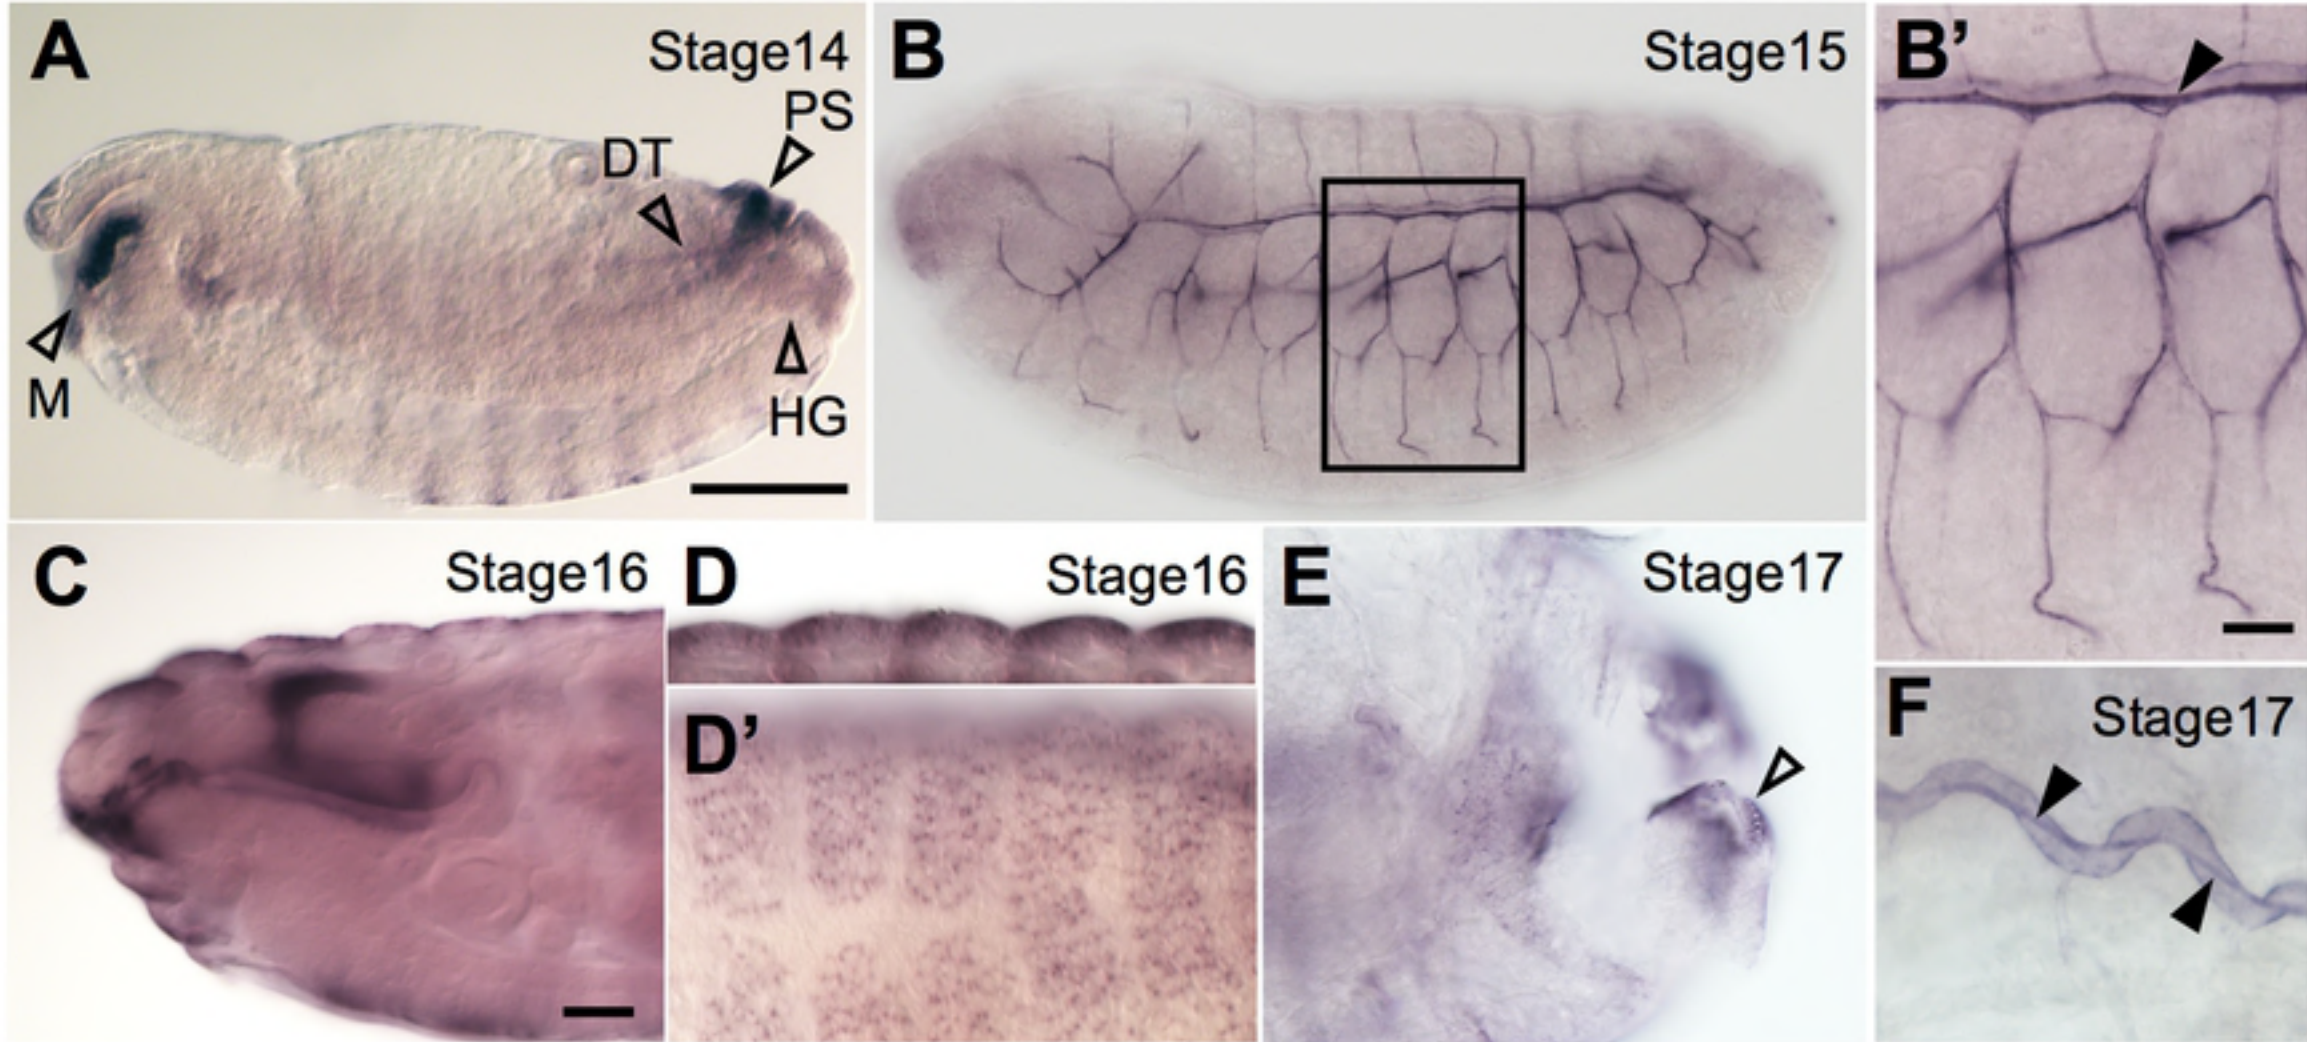 A
Stage14
PS
DT
M
HG
B
Stage15
B’
C
Stage16
D
Stage16
D’
E
Stage17
F
Stage17